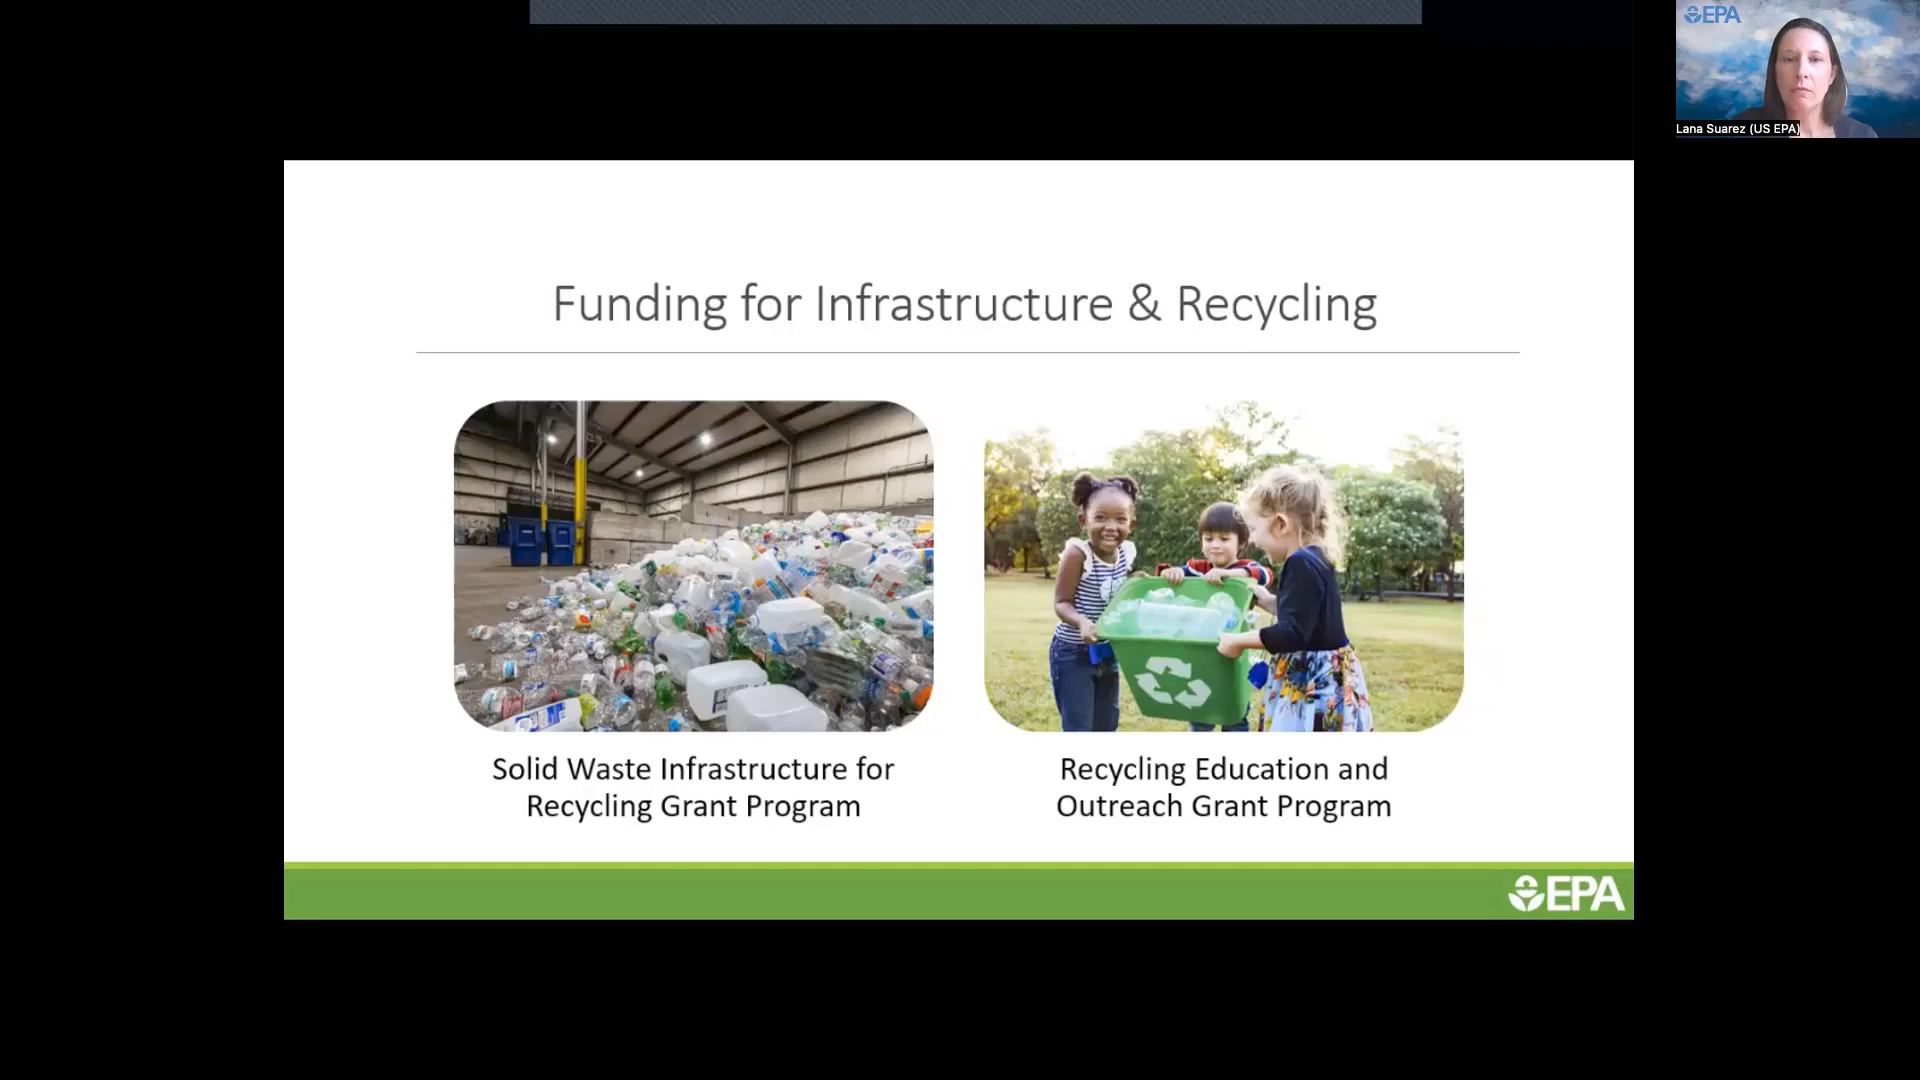 EPA
Lana Suarez (US EPA)
Funding for Infrastructure & Recycling
Solid Waste Infrastructure for
Recycling Grant Program
Recycling Education and
Outreach Grant Program
EPA